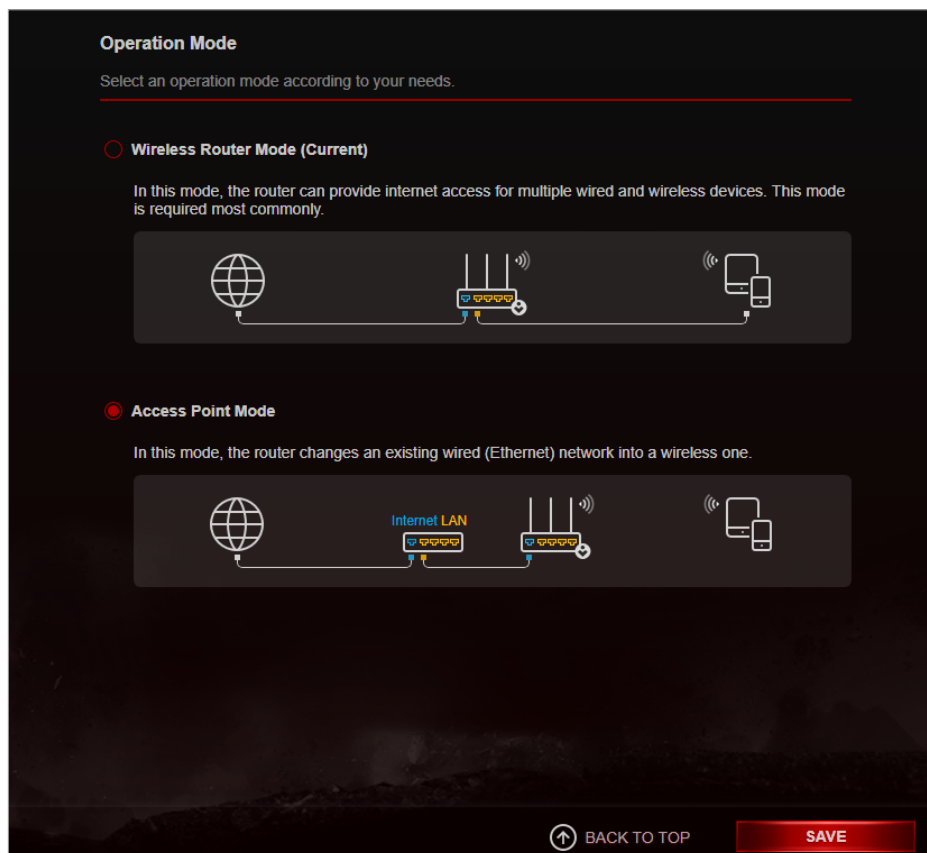 Operation Mode
Select an operation mode according to your needs.
Wireless Router Mode (Current)
In this mode, the router can provide internet access for multiple wired and wireless devices. This mode
is required most commonly.
Access Point Mode
In this mode, the router changes an existing wired (Ethernet) network into a wireless one.
Internet LAN
BACK TO TOP
SAVE